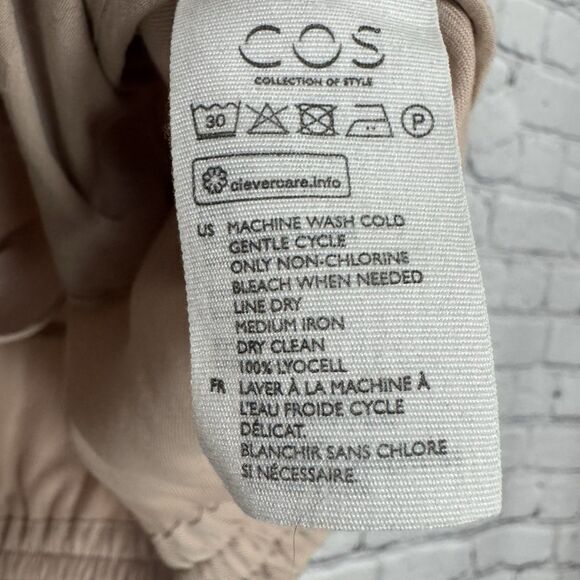 COS
COLLECTION OF STYLE
30 P
clevercare.info
US MACHINE WASH COLD
GENTLE CYCLE
ONLY NON-CHLORINE
BLEACH WHEN NEEDED
LINE DRY
MEDIUM IRON
DRY CLEAN
100% LYOCELL
FR LAVER À LA MACHINE À
L'EAU FROIDE CYCLE
DÉLICAT.
BLANCHIR SANS CHLORE
SI NÉCESSAIRE.